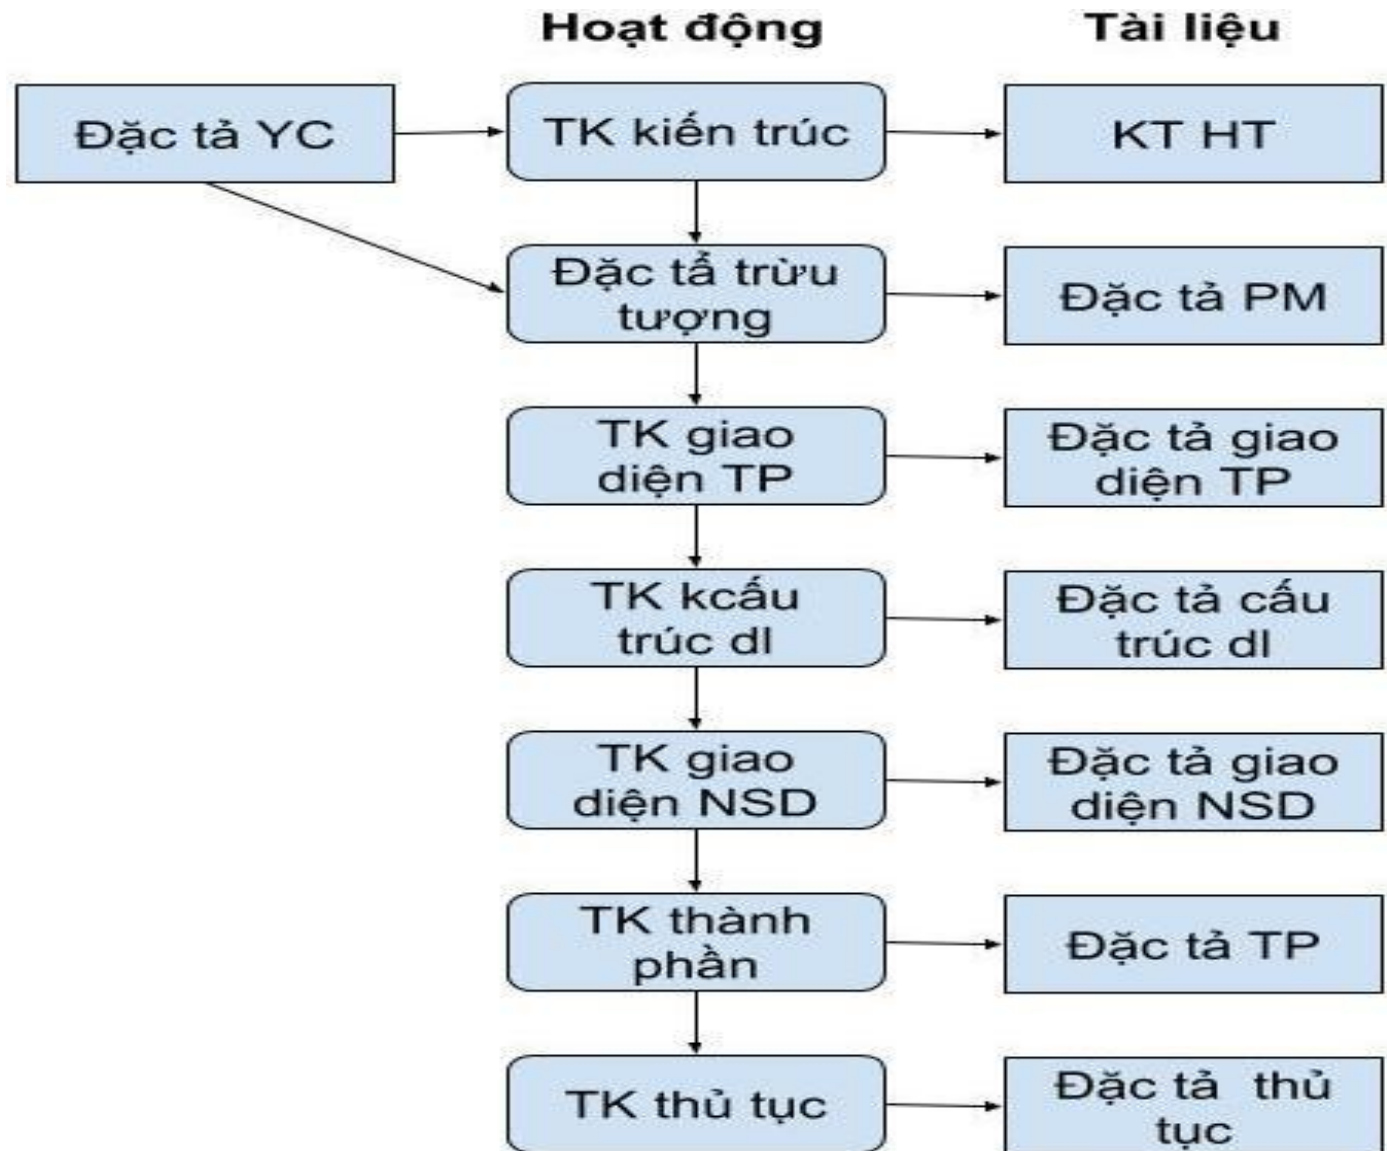 Hoạt động
Tài liệu
Đặc tả YC
TK kiến trúc
KT HT
Đặc tả trừu
tượng
Đặc tả PM
TK giao
diện TP
Đặc tả giao
diện TP
TK kcấu
trúc dl
Đặc tả cấu
trúc dl
TK giao
diện NSD
Đặc tả giao
diện NSD
TK thành
phần
Đặc tả TP
TK thủ tục
Đặc tả thủ
tục